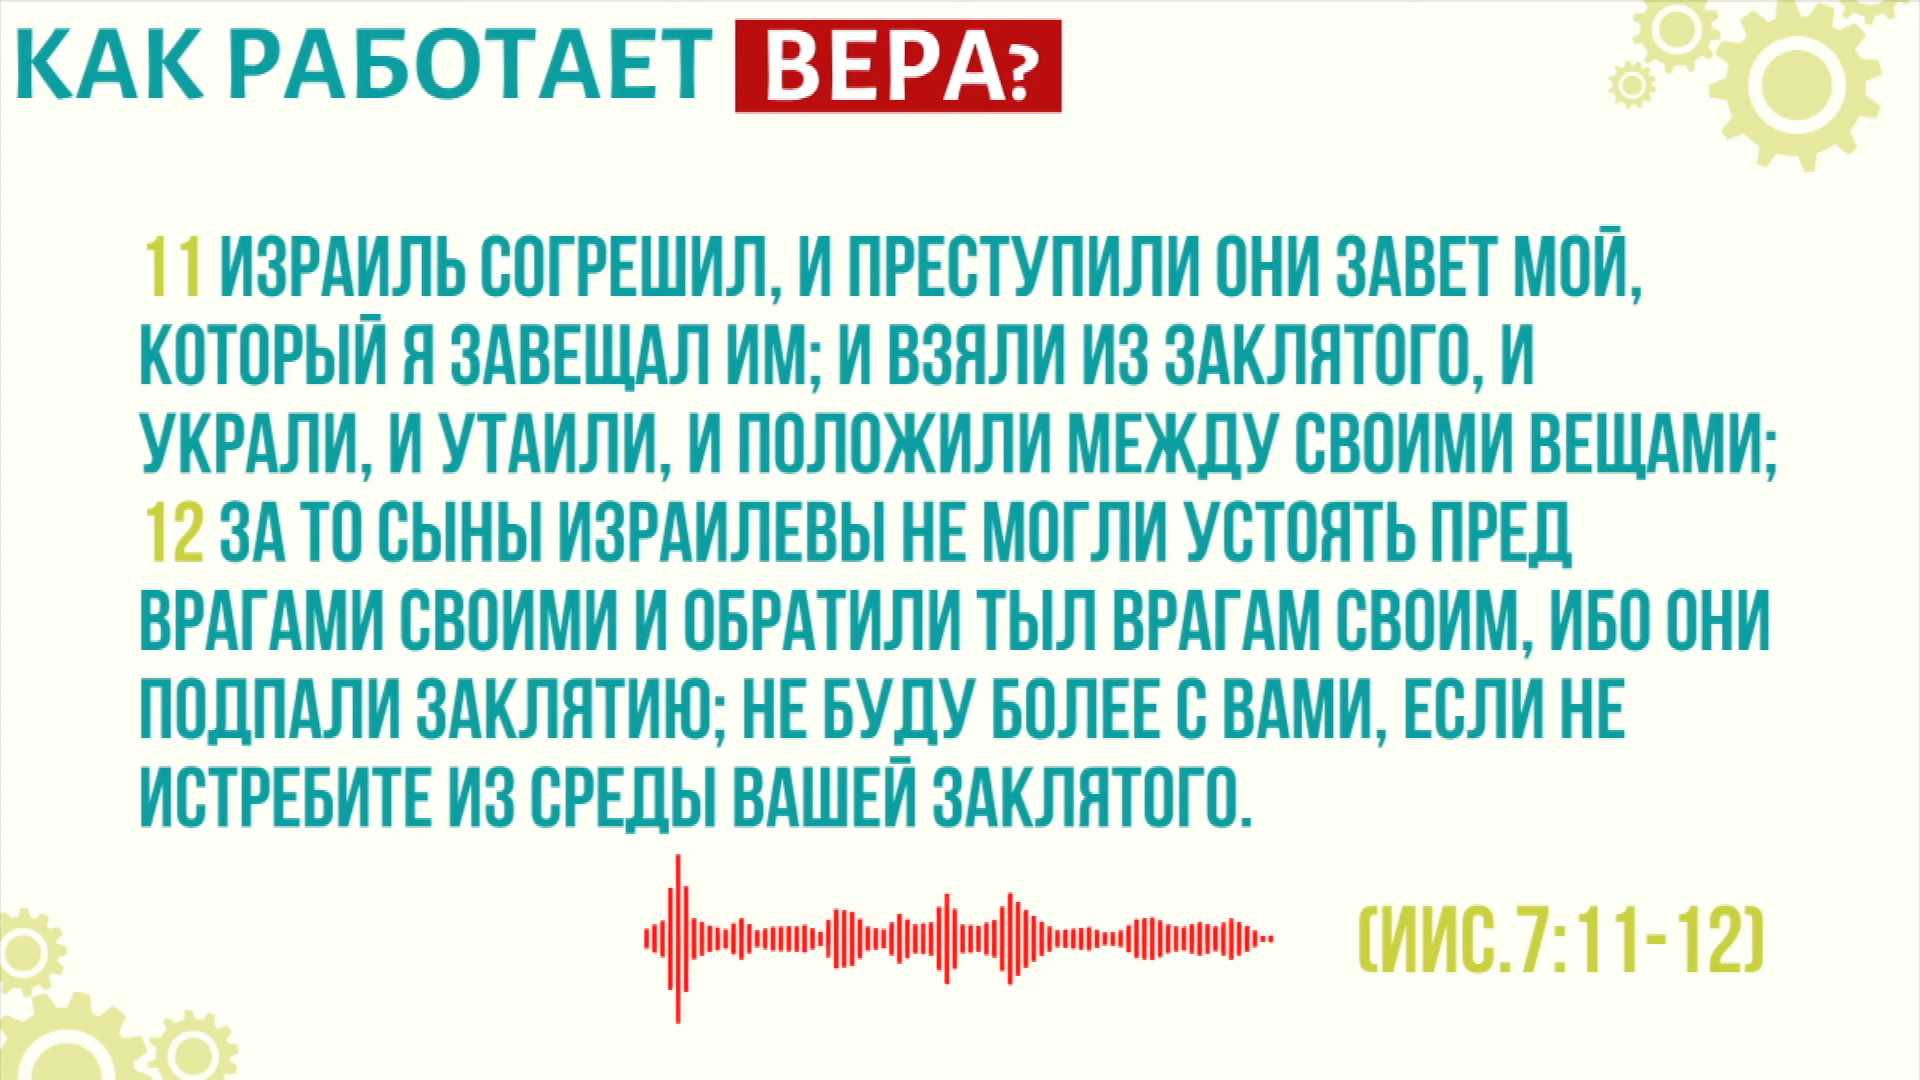 КАК РАБОТАЕТ ВЕРА?
11 ИЗРАИЛЬ СОГРЕШИЛ, И ПРЕСТУПИЛИ ОНИ ЗАВЕТ МОЙ,
КОТОРЫЙ Я ЗАВЕЩАЛ ИМ; И ВЗЯЛИ ИЗ ЗАКЛЯТОГО, И
УКРАЛИ, И УТАИЛИ, И ПОЛОЖИЛИ МЕЖДУ СВОИМИ ВЕЩАМИ;
12 ЗА ТО СЫНЫ ИЗРАИЛЕВЫ НЕ МОГЛИ УСТОЯТЬ ПРЕД
ВРАГАМИ СВОИМИ И ОБРАТИЛИ ТЫЛ ВРАГАМ СВОИМ, ИБО ОНИ
ПОДПАЛИ ЗАКЛЯТИЮ; НЕ БУДУ БОЛЕЕ С ВАМИ, ЕСЛИ НЕ
ИСТРЕБИТЕ ИЗ СРЕДЫ ВАШЕЙ ЗАКЛЯТОГО.
(ИИС.7:11-12)